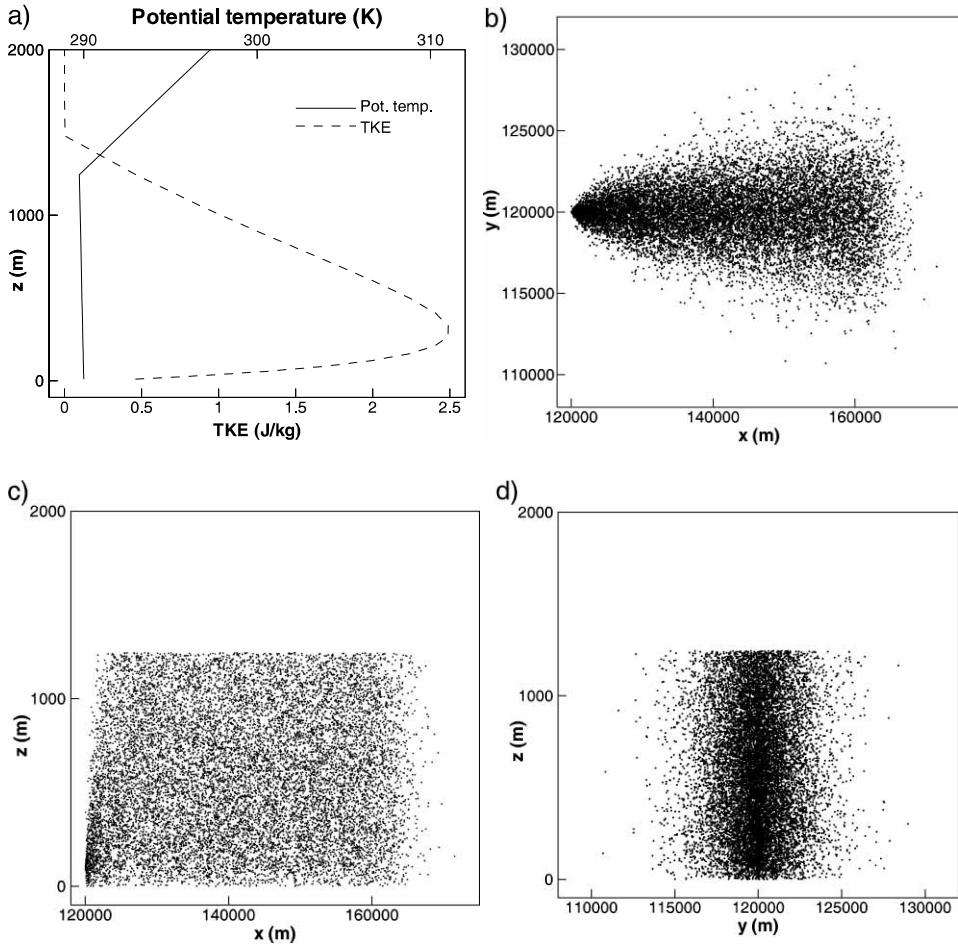 a)
Potential temperature (K)
290 300 310
2000
1000
0
z (m)
Pot. temp.
TKE
0 0.5 1 1.5 2 2.5
TKE (J/kg)
b)
130000
125000
120000
115000
110000
y (m)
120000 140000 160000
x (m)
c)
2000
1000
0
z (m)
120000 140000 160000
x (m)
d)
2000
1000
0
z (m)
110000 115000 120000 125000 130000
y (m)